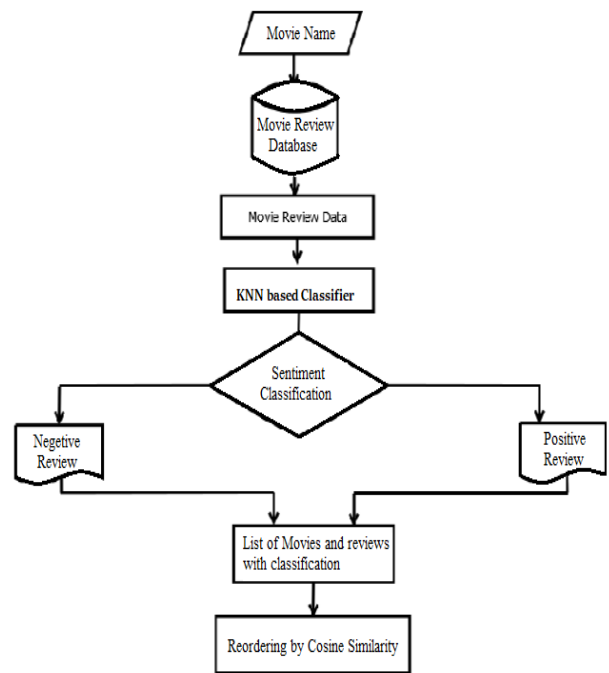 Movie Name
Movie Review
Database
Movie Review Data
KNN based Classifier
Sentiment
Classification
Negetive
Review
Positive
Review
List of Movies and reviews
with classification
Reordering by Cosine Similarity